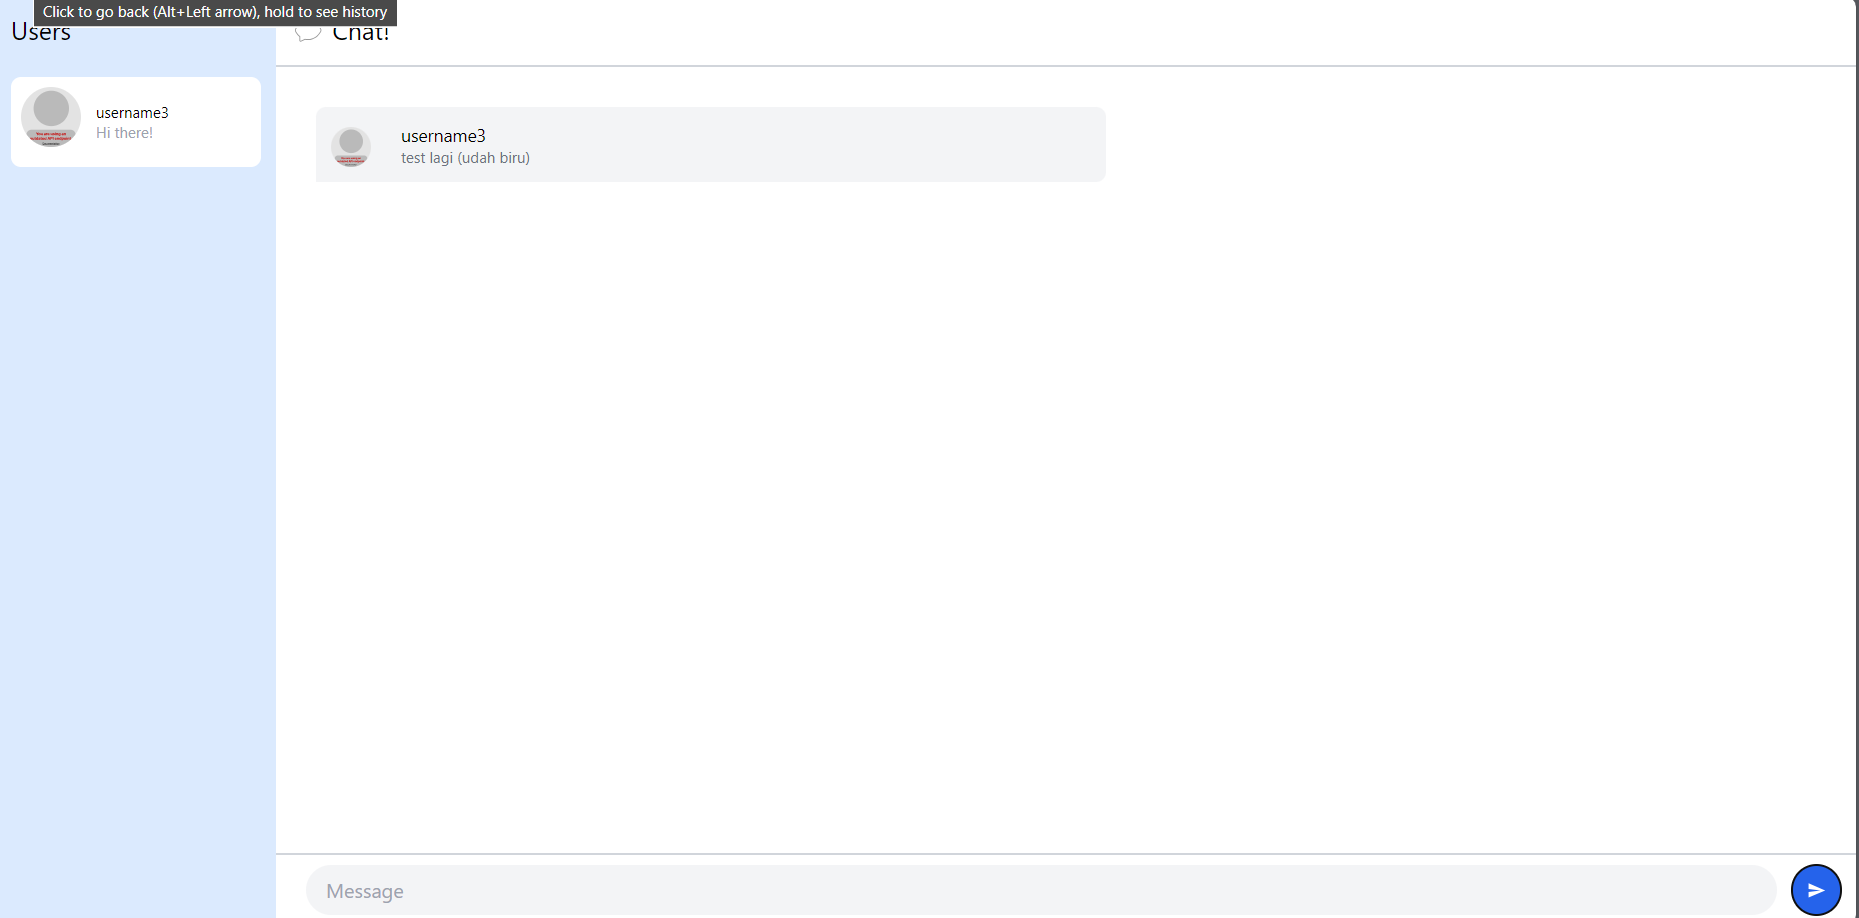 Click to go back (Alt+Left arrow), hold to see history
Users
Chat!
username3
Hi there!
username3
test lagi (udah biru)
Message